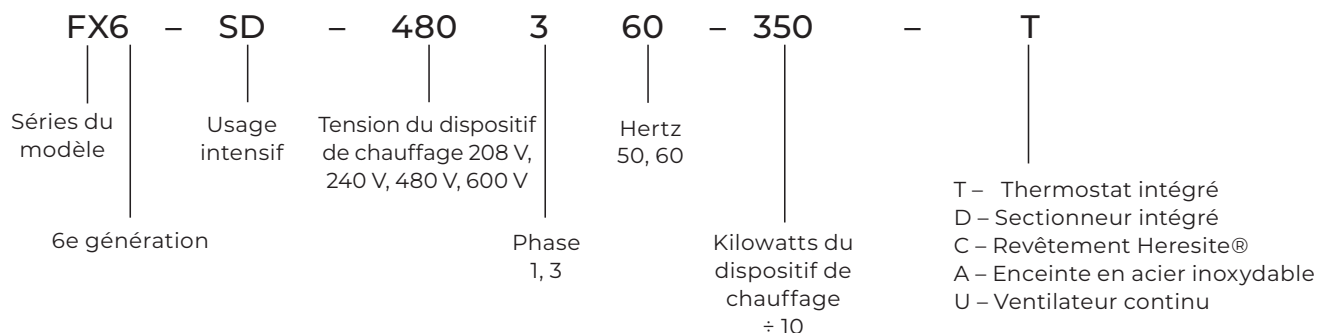 FX6 – SD – 480 3 60 – 350 – T
Séries du
modèle
Usage
intensif
Tension du dispositif
de chauffage 208 V,
240 V, 480 V, 600 V
Hertz
50, 60
6e génération
Phase
1, 3
Kilowatts du
dispositif de
chauffage
÷ 10
T – Thermostat intégré
D – Sectionneur intégré
C – Revêtement Heresite®
A – Enceinte en acier inoxydable
U – Ventilateur continu